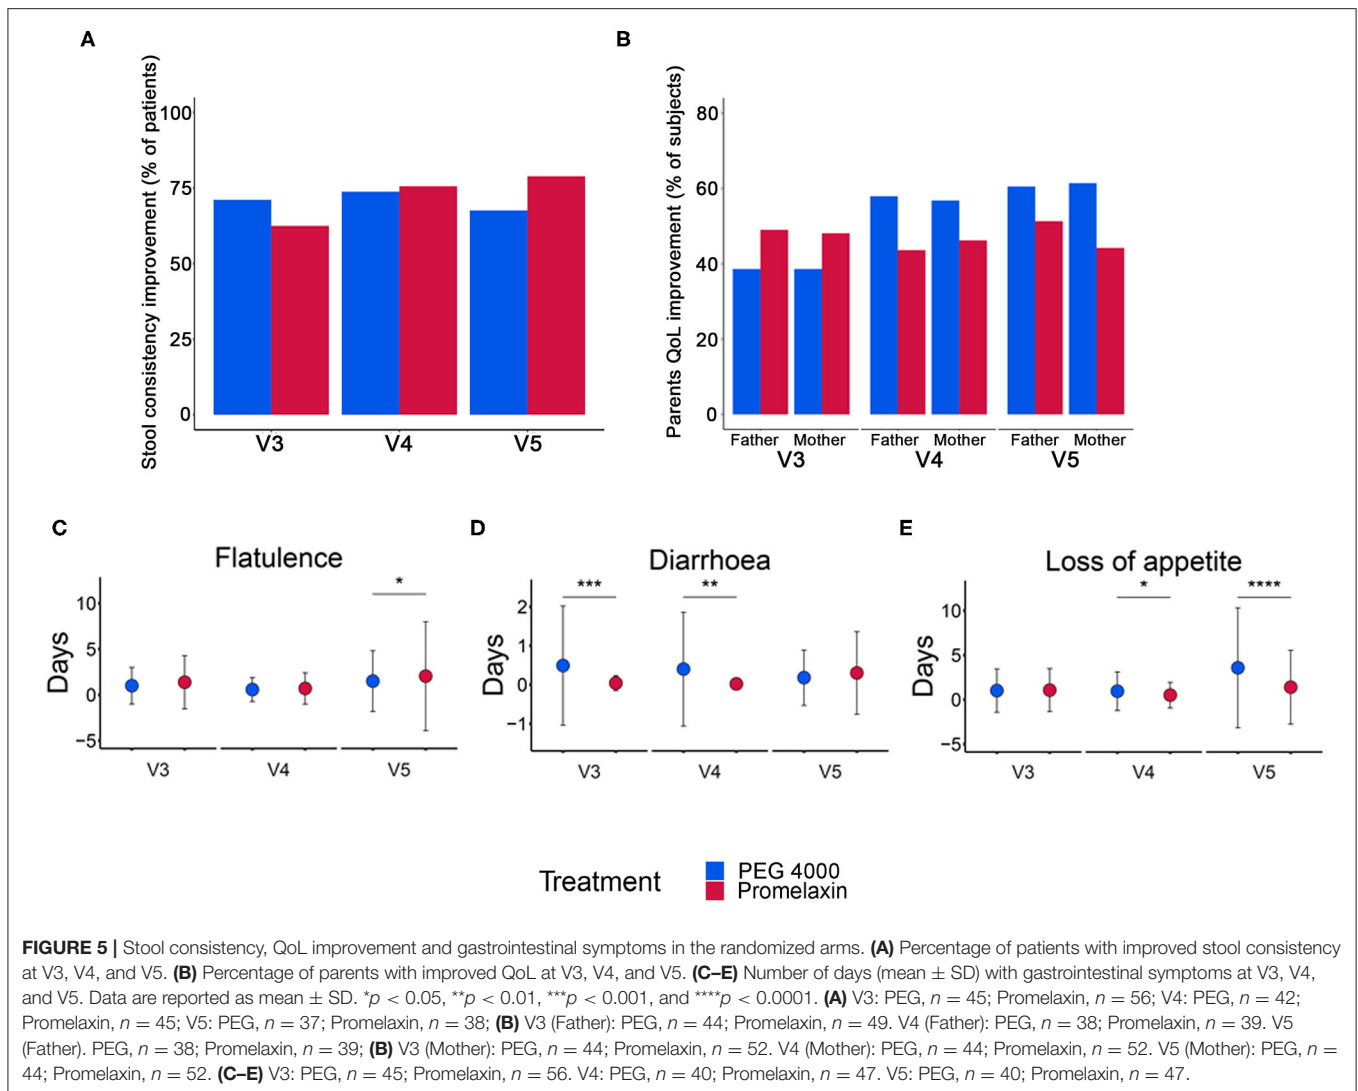 A
Stool consistency improvement (% of patients)
100
75
50
25
0
V3
V4
V5
B
Parents QoL improvement (% of subjects)
80
60
40
20
0
Father Mother Father Mother Father Mother
V3
V4
V5
C
Flatulence
Days
10
5
0
−5
*
V3
V4
V5
D
Diarrhoea
Days
2
1
0
−1
***
**
V3
V4
V5
E
Loss of appetite
Days
10
5
0
−5
*
****
V3
V4
V5
Treatment
PEG 4000
Promelaxin
FIGURE 5 | Stool consistency, QoL improvement and gastrointestinal symptoms in the randomized arms. (A) Percentage of patients with improved stool consistency
at V3, V4, and V5. (B) Percentage of parents with improved QoL at V3, V4, and V5. (C–E) Number of days (mean ± SD) with gastrointestinal symptoms at V3, V4,
and V5. Data are reported as mean ± SD. *p < 0.05, **p < 0.01, ***p < 0.001, and ****p < 0.0001. (A) V3: PEG, n = 45; Promelaxin, n = 56; V4: PEG, n = 42;
Promelaxin, n = 45; V5: PEG, n = 37; Promelaxin, n = 38; (B) V3 (Father): PEG, n = 44; Promelaxin, n = 49. V4 (Father): PEG, n = 38; Promelaxin, n = 39. V5
(Father). PEG, n = 38; Promelaxin, n = 39; (B) V3 (Mother): PEG, n = 44; Promelaxin, n = 52. V4 (Mother): PEG, n = 44; Promelaxin, n = 52. V5 (Mother): PEG, n =
44; Promelaxin, n = 52. (C–E) V3: PEG, n = 45; Promelaxin, n = 56. V4: PEG, n = 40; Promelaxin, n = 47. V5: PEG, n = 40; Promelaxin, n = 47.